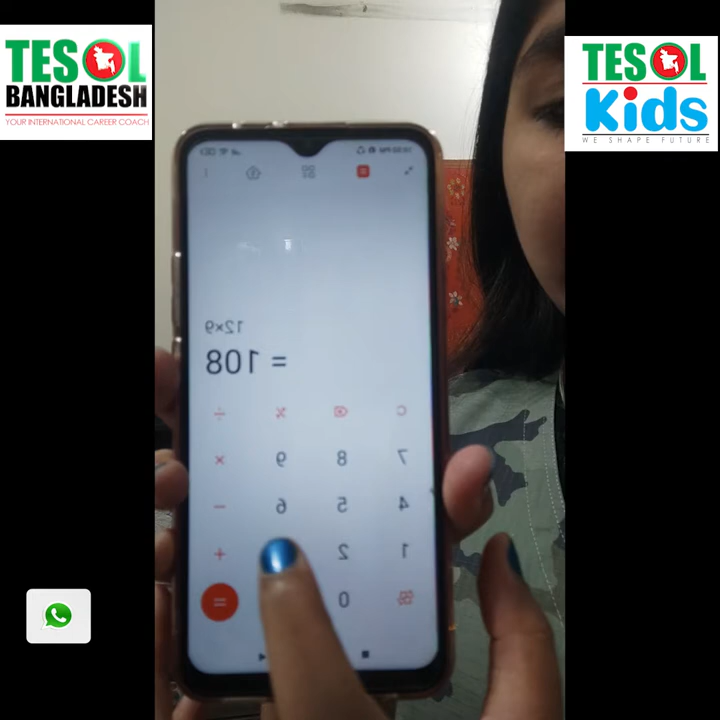 TESOL
BANGLADESH
YOUR INTERNATIONAL CAREER COACH
TESOL
Kids
WE SHAPE FUTURE
12×9
= 108
C % ÷
7 8 9 ×
4 5 6 −
1 2 +
0 =